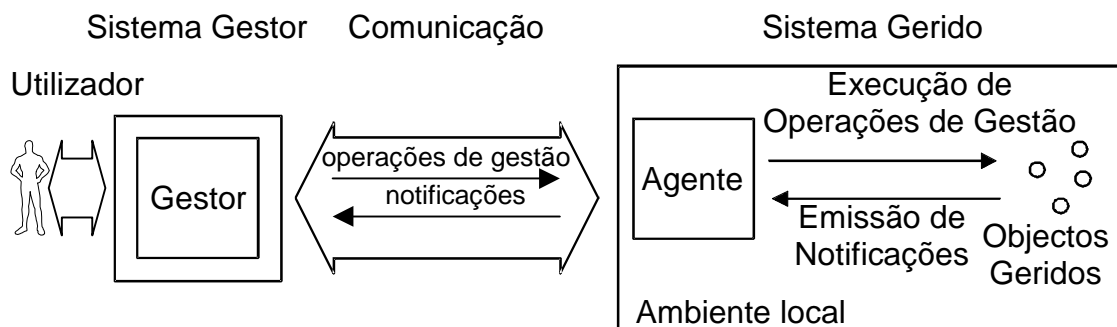 Sistema Gestor
Comunicação
Sistema Gerido
Utilizador
Gestor
operações de gestão
notificações
Agente
Execução de
Operações de Gestão
Emissão de
Notificações
Objectos
Geridos
Ambiente local